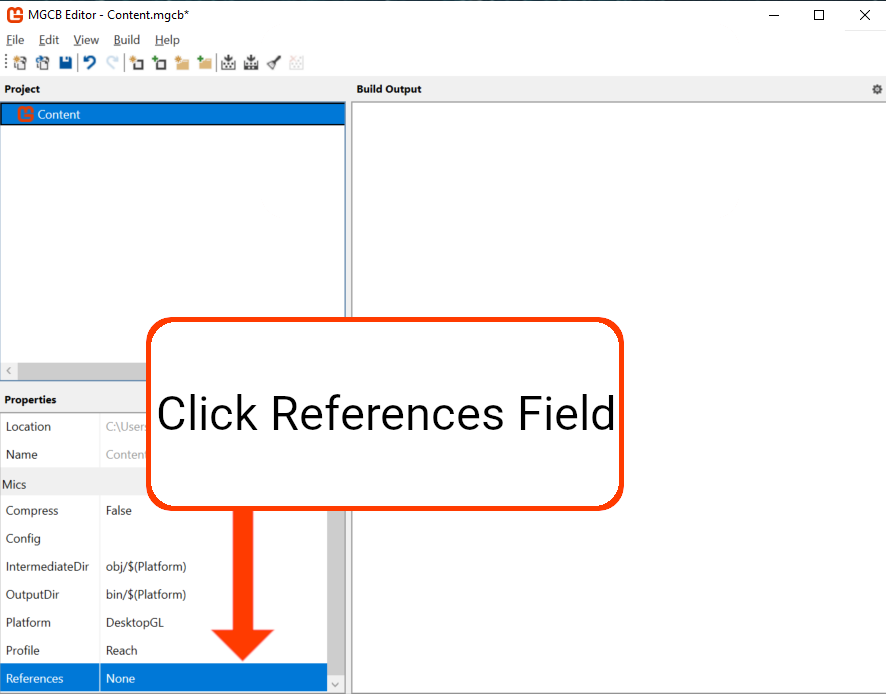 MGCB Editor - Content.mgcb*
File Edit View Build Help
Project
Build Output
Content
Click References Field
Properties
Location C:\Users
Name Content
Mics
Compress False
Config
IntermediateDir obj/$(Platform)
OutputDir bin/$(Platform)
Platform DesktopGL
Profile Reach
References None